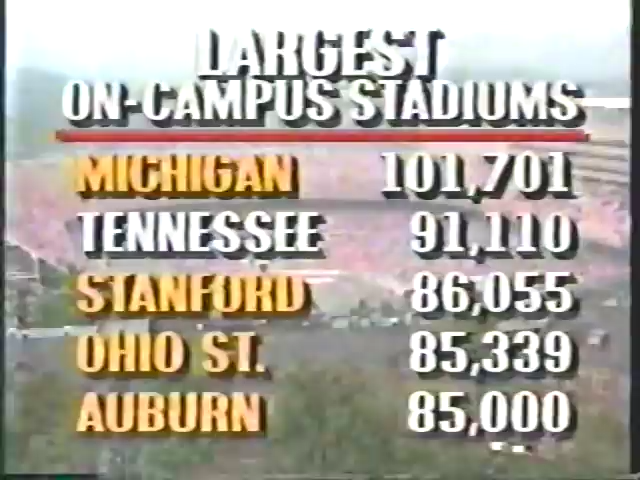 LARGEST
ON-CAMPUS STADIUMS
MICHIGAN 101,701
TENNESSEE 91,110
STANFORD 86,055
OHIO ST. 85,339
AUBURN 85,000